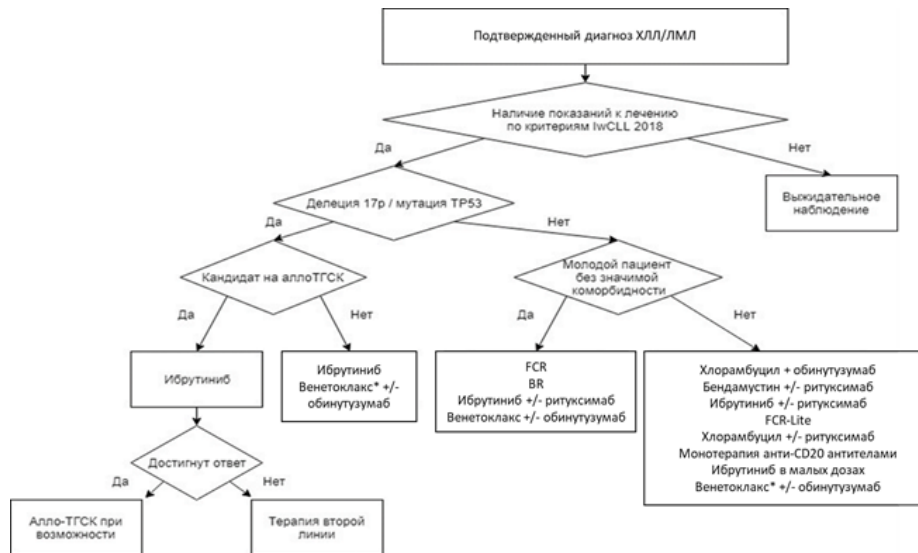 Подтвержденный диагноз ХЛЛ/ЛМЛ
Наличие показаний к лечению
по критериям IwCLL 2018
Да
Нет
Делеция 17p / мутация TP53
Выжидательное
наблюдение
Да
Нет
Кандидат на аллоТГСК
Молодой пациент
без значимой
коморбидности
Да
Нет
Да
Нет
Ибрутиниб
Ибрутиниб
Венетоклакс* +/-
обинутузумаб
FCR
BR
Ибрутиниб +/- ритуксимаб
Венетоклакс +/- обинутузумаб
Хлорамбуцил + обинутузумаб
Бендамустин +/- ритуксимаб
Ибрутиниб +/- ритуксимаб
FCR-Lite
Хлорамбуцил +/- ритуксимаб
Монотерапия анти-CD20 антителами
Ибрутиниб в малых дозах
Венетоклакс* +/- обинутузумаб
Достигнут ответ
Да
Нет
Алло-ТГСК при
возможности
Терапия второй
линии